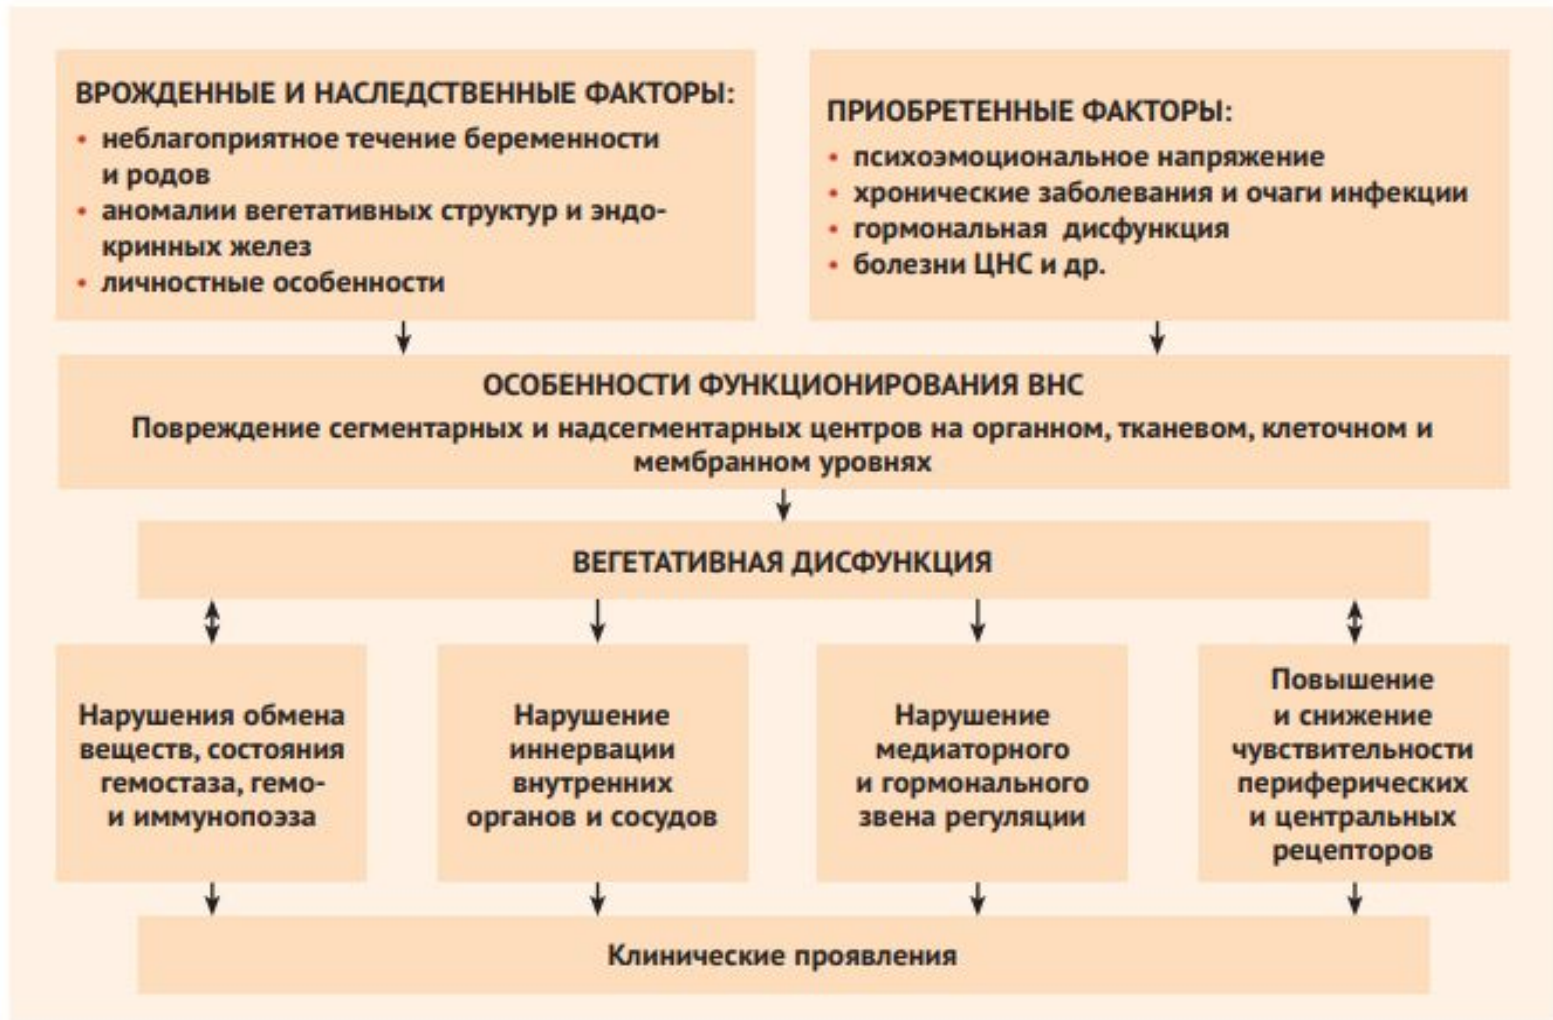 ВРОЖДЕННЫЕ И НАСЛЕДСТВЕННЫЕ ФАКТОРЫ:
• неблагоприятное течение беременности
и родов
• аномалии вегетативных структур и эндо-
кринных желез
• личностные особенности
ПРИОБРЕТЕННЫЕ ФАКТОРЫ:
• психоэмоциональное напряжение
• хронические заболевания и очаги инфекции
• гормональная дисфункция
• болезни ЦНС и др.
ОСОБЕННОСТИ ФУНКЦИОНИРОВАНИЯ ВНС
Повреждение сегментарных и надсегментарных центров на органном, тканевом, клеточном и
мембранном уровнях
ВЕГЕТАТИВНАЯ ДИСФУНКЦИЯ
Нарушения обмена
веществ, состояния
гемостаза, гемо-
и иммунопоэза
Нарушение
иннервации
внутренних
органов и сосудов
Нарушение
медиаторного
и гормонального
звена регуляции
Повышение
и снижение
чувствительности
периферических
и центральных
рецепторов
Клинические проявления